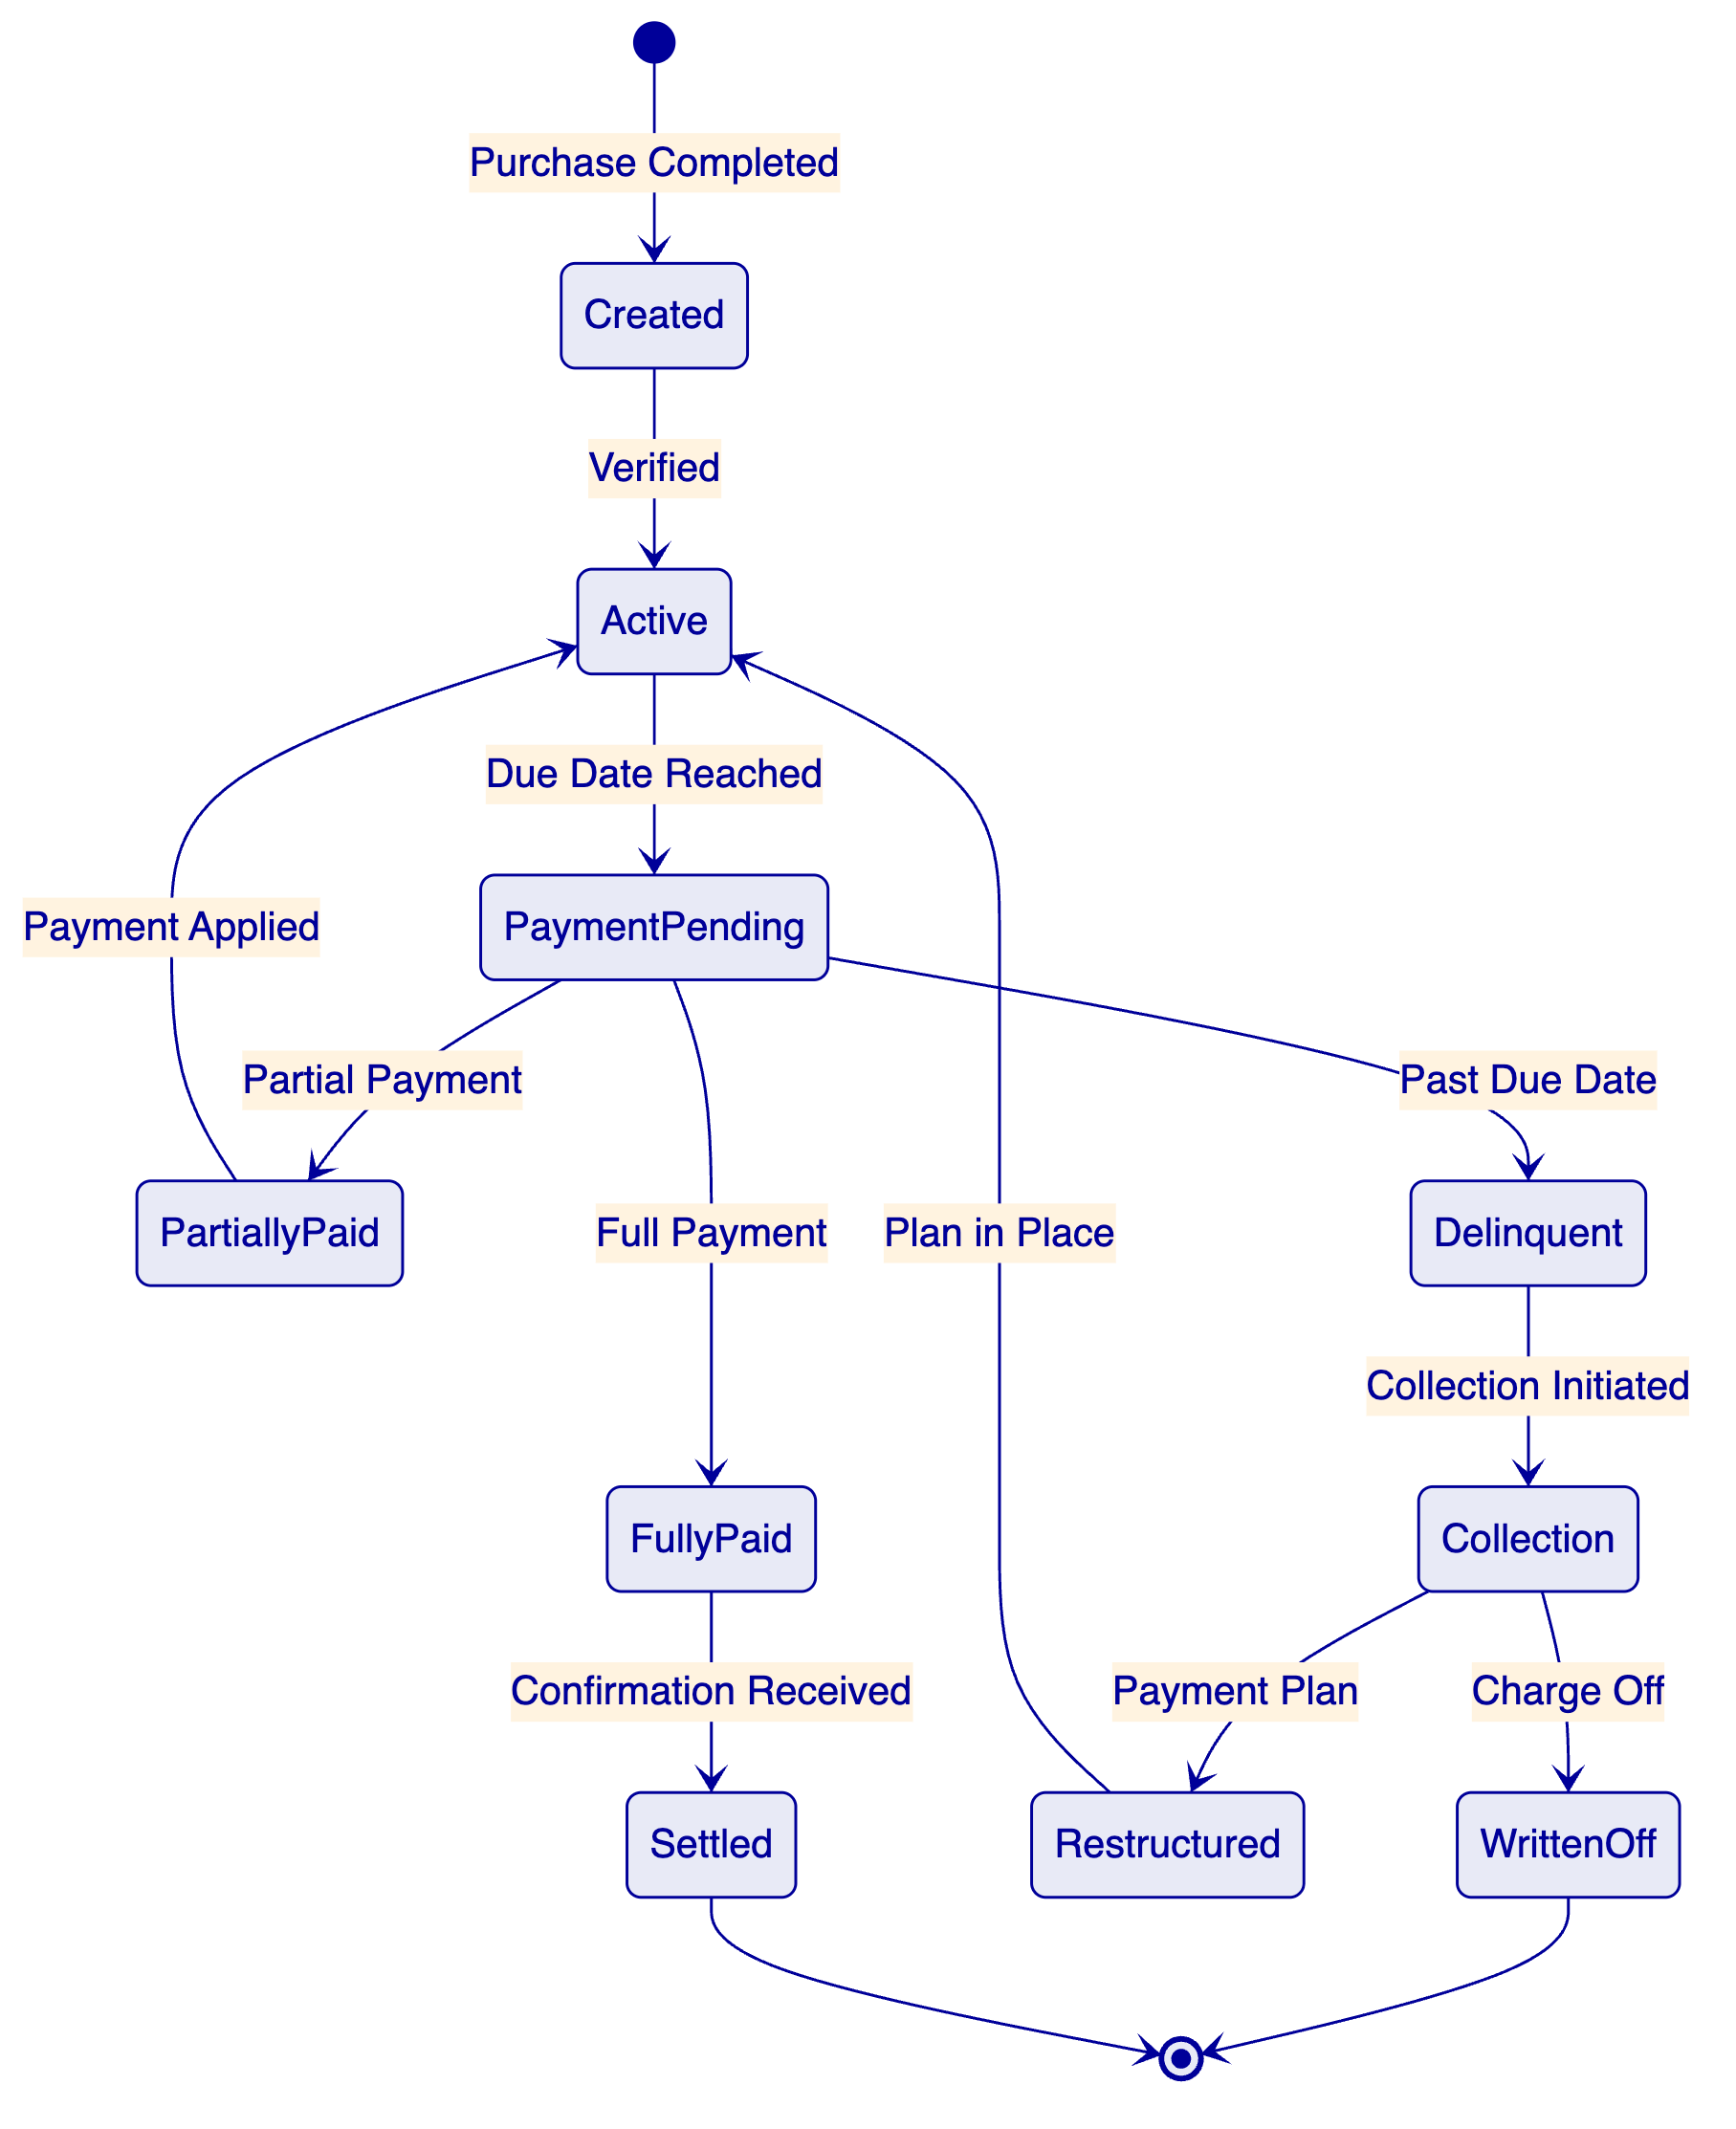 Purchase Completed
Created
Verified
Active
Due Date Reached
Payment Applied
PaymentPending
Partial Payment
Past Due Date
PartiallyPaid
Full Payment
Plan in Place
Delinquent
Collection Initiated
FullyPaid
Collection
Confirmation Received
Payment Plan
Charge Off
Settled
Restructured
WrittenOff